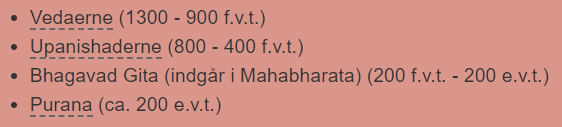 • Vedaerne (1300 - 900 f.v.t.)
• Upanishaderne (800 - 400 f.v.t.)
• Bhagavad Gita (indgår i Mahabharata) (200 f.v.t. - 200 e.v.t.)
• Purana (ca. 200 e.v.t.)